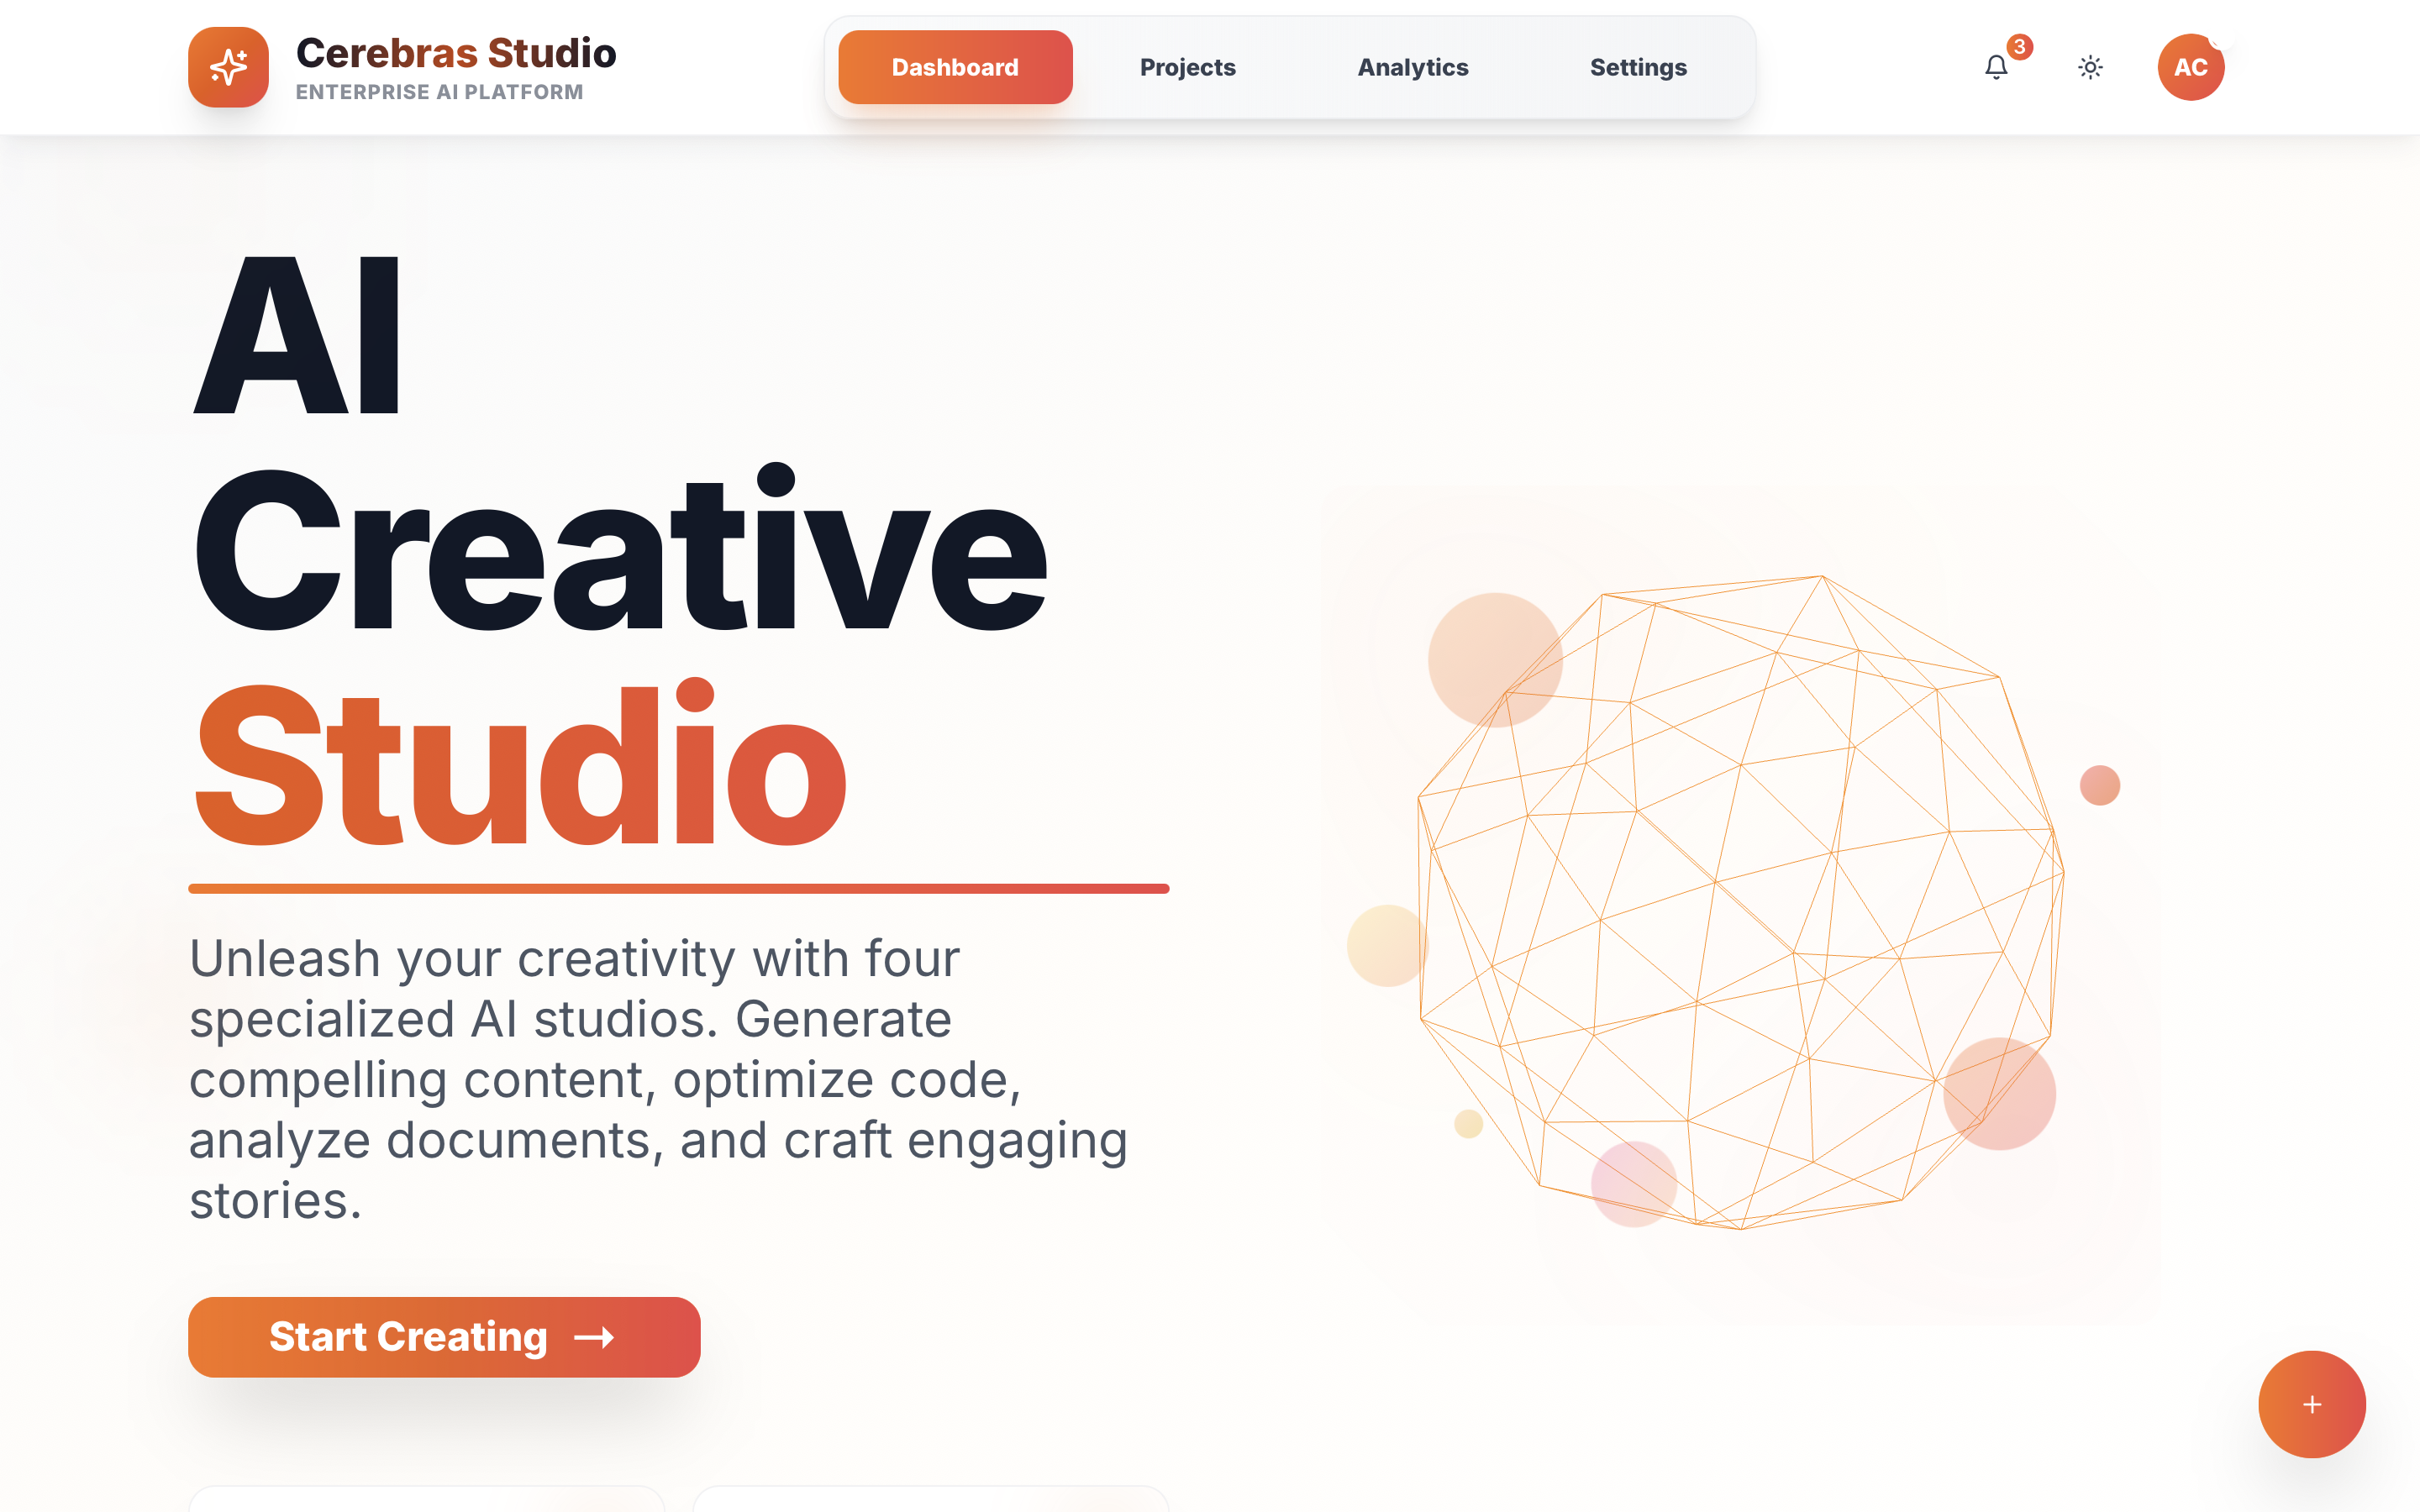 Cerebras Studio
ENTERPRISE AI PLATFORM
Dashboard
Projects
Analytics
Settings
3
AC
AI
Creative
Studio
Unleash your creativity with four
specialized AI studios. Generate
compelling content, optimize code,
analyze documents, and craft engaging
stories.
Start Creating →
+